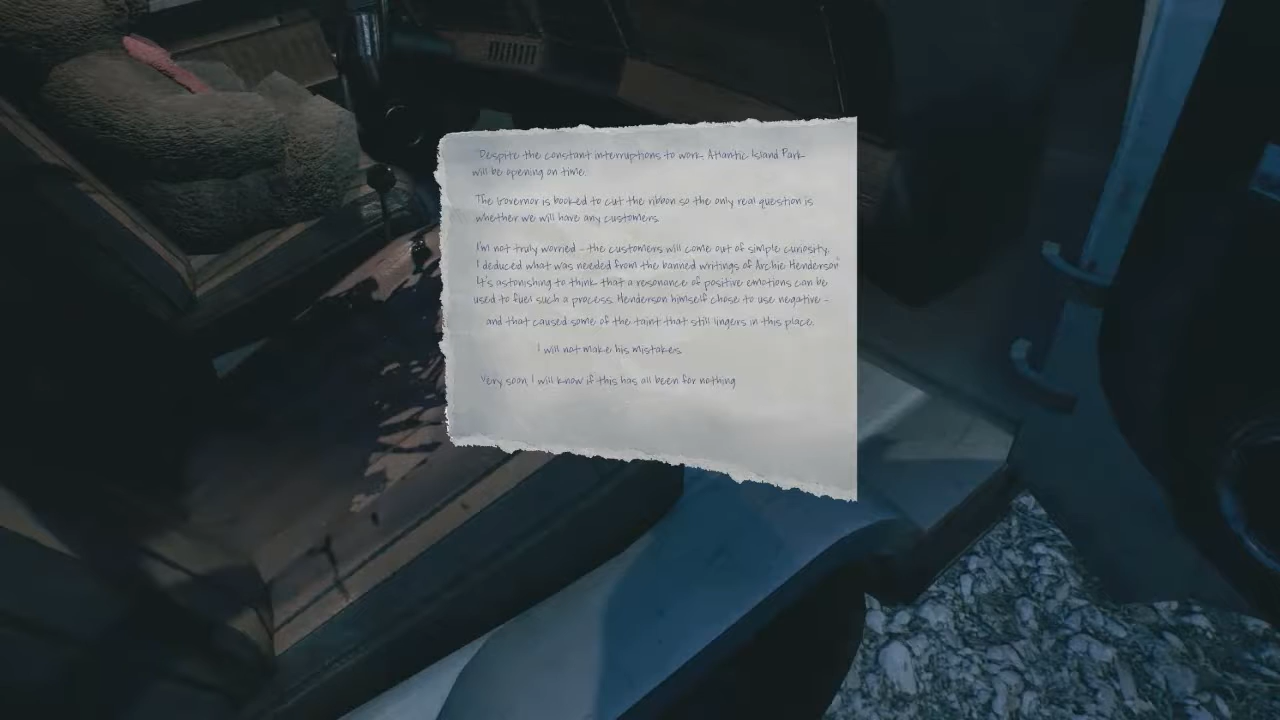 Despite the constant interruptions to work, Atlantic Island Park
will be opening on time.
The Governor is booked to cut the ribbon so the only real question is
whether we will have any customers.
I'm not truly worried - the customers will come out of simple curiosity.
I deduced what was needed from the banned writings of Archie Henderson
It's astonishing to think that a resonance of positive emotions can be
used to fuel such a process. Henderson himself chose to use negative -
and that caused some of the taint that still lingers in this place.
I will not make his mistakes.
Very soon, I will know if this has all been for nothing